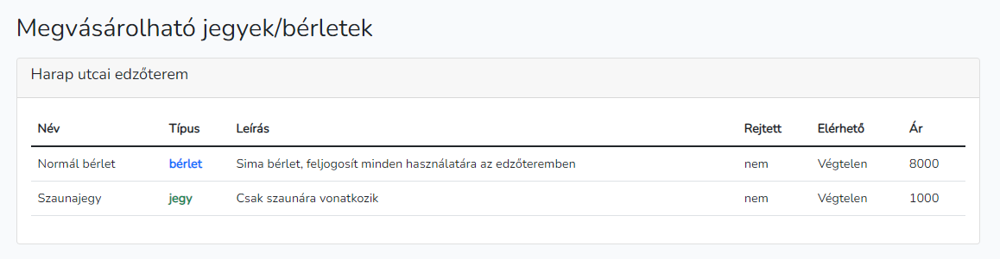 Megvásárolható jegyek/bérletek
Harap utcai edzőterem
Név Típus Leírás Rejtett Elérhető Ár
Normál bérlet bérlet Sima bérlet, feljogosít minden használatára az edzőteremben nem Végtelen 8000
Szaunajegy jegy Csak szaunára vonatkozik nem Végtelen 1000